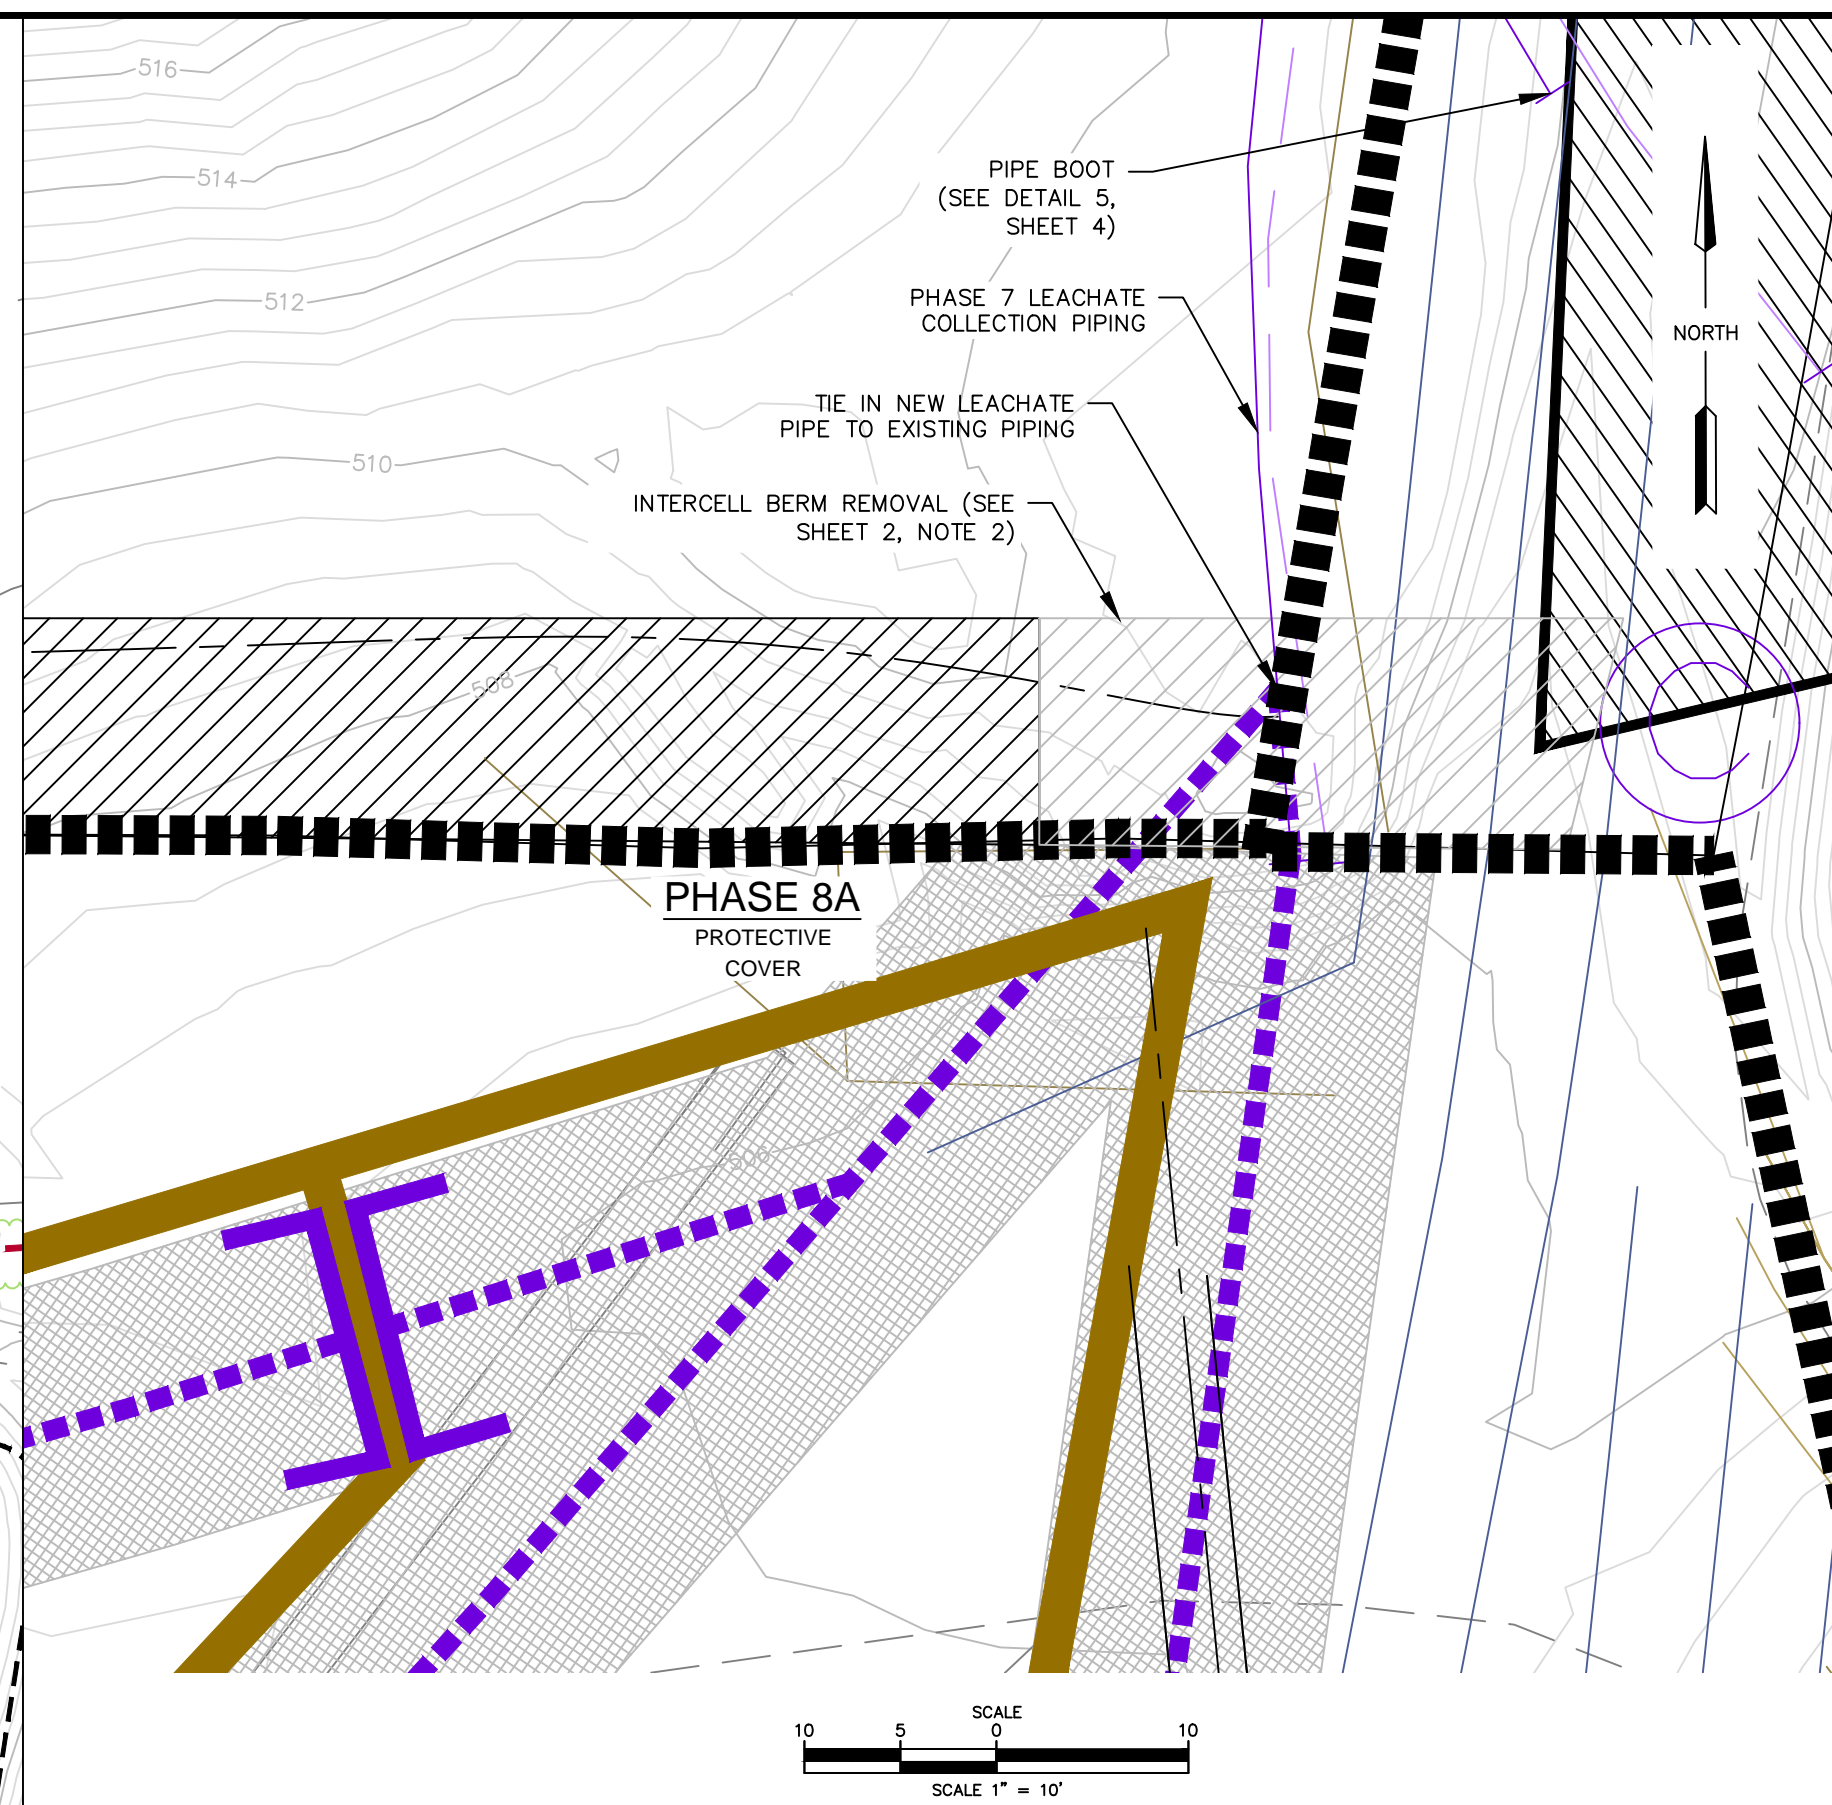 516
514
512
510
508
506
PIPE BOOT
(SEE DETAIL 5,
SHEET 4)
PHASE 7 LEACHATE
COLLECTION PIPING
TIE IN NEW LEACHATE
PIPE TO EXISTING PIPING
INTERCELL BERM REMOVAL (SEE
SHEET 2, NOTE 2)
NORTH
PHASE 8A
PROTECTIVE
COVER
SCALE
10 5 0 10
SCALE 1" = 10'